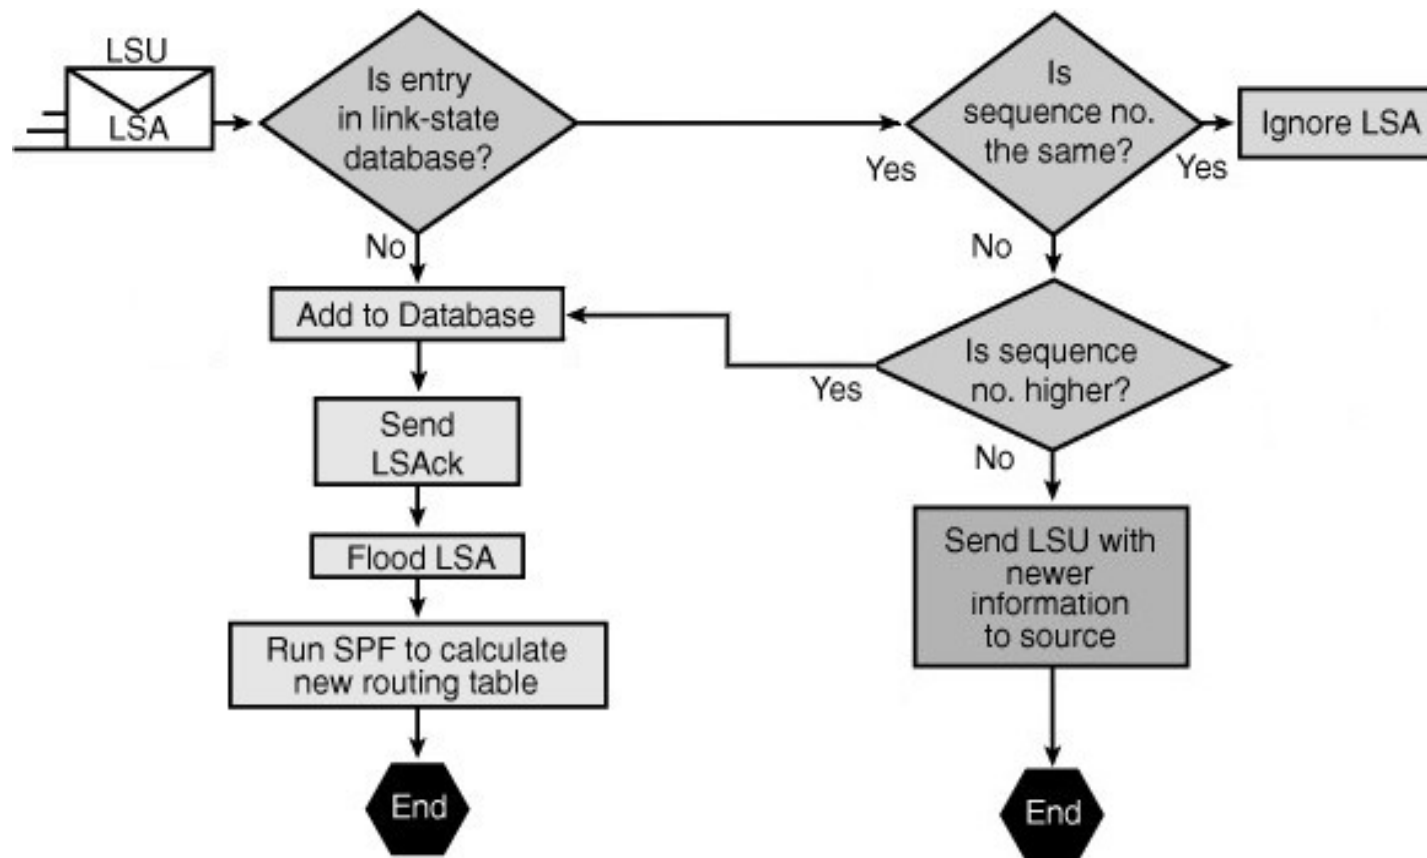 LSU
LSA
Is entry
in link-state
database?
Yes
Is
sequence no.
the same?
Yes
Ignore LSA
No
Add to Database
Send
LSAck
Flood LSA
Run SPF to calculate
new routing table
End
No
Is sequence
no. higher?
Yes
No
Send LSU with
newer
information
to source
End